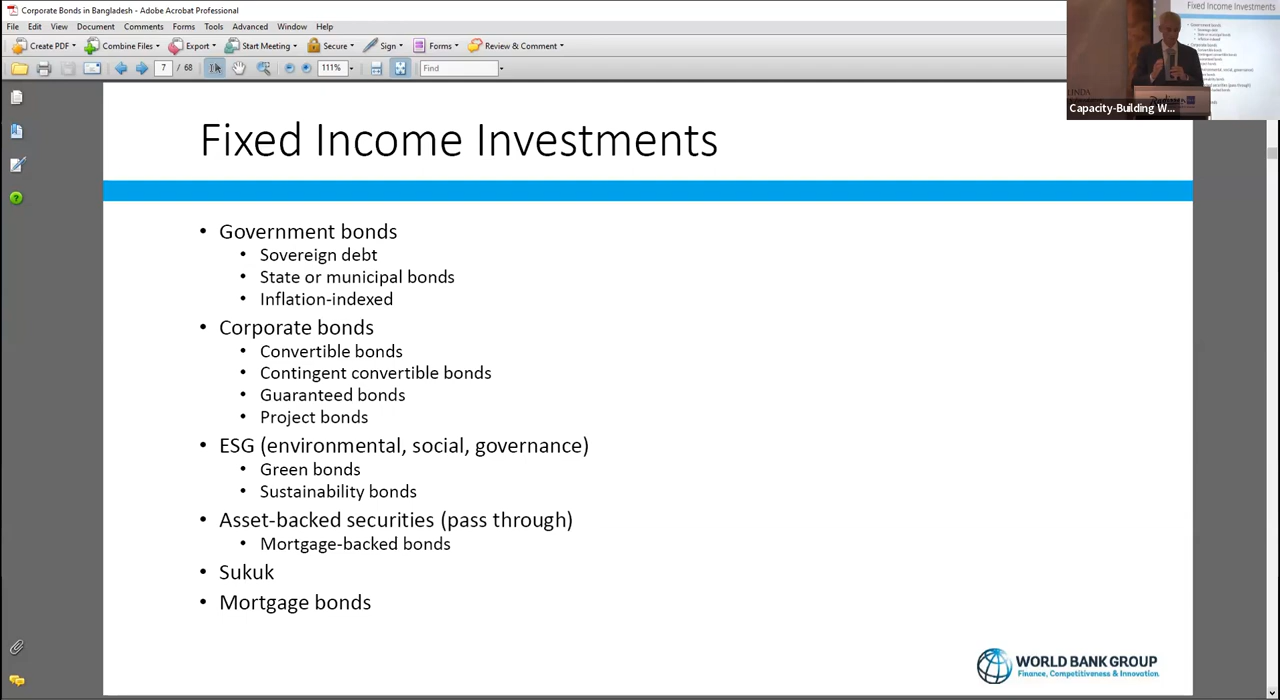 Corporate Bonds in Bangladesh - Adobe Acrobat Professional
File Edit View Document Comments Forms Tools Advanced Window Help
Create PDF Combine Files Export Start Meeting Secure Sign Forms Review & Comment
7 / 68 111% Find
Fixed Income Investments
Capacity-Building W...
Fixed Income Investments
• Government bonds
• Sovereign debt
• State or municipal bonds
• Inflation-indexed
• Corporate bonds
• Convertible bonds
• Contingent convertible bonds
• Guaranteed bonds
• Project bonds
• ESG (environmental, social, governance)
• Green bonds
• Sustainability bonds
• Asset-backed securities (pass through)
• Mortgage-backed bonds
• Sukuk
• Mortgage bonds
WORLD BANK GROUP
Finance, Competitiveness & Innovation